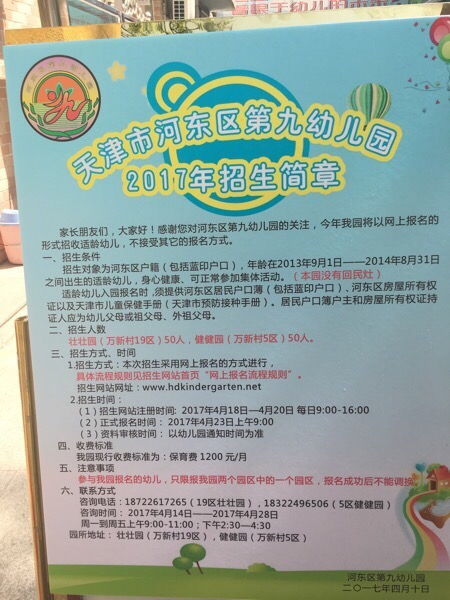 天津市河东区第九幼儿园
2017年招生简章
家长朋友们，大家好！感谢您对河东区第九幼儿园的关注，今年我园将以网上报名的
形式招收适龄幼儿，不接受其它的报名方式。
一、招生条件
招生对象为河东区户籍（包括蓝印户口），年龄在2013年9月1日——2014年8月31日
之间出生的适龄幼儿，身心健康、可正常参加集体活动。（本园没有回民灶）
适龄幼儿入园报名时，须提供河东区居民户口簿（包括蓝印户口）、河东区房屋所有权
证以及天津市儿童保健手册（天津市预防接种手册）。居民户口簿户主和房屋所有权证
持证人应为幼儿父母或祖父母、外祖父母。
二、招生人数
壮壮园（万新村19区）50人，健健园（万新村5区）50人。
三、招生方式、时间
1.招生方式：本次招生采用网上报名的方式进行，
具体流程规则见招生网站首页“网上报名流程规则”。
招生网站网址：www.hdkindergarten.net
2.招生时间：
（1）招生网站注册时间：2017年4月18日—4月20日 每日9:00-16:00
（2）正式报名时间：2017年4月23日上午9:00
（3）资料审核时间：以幼儿园通知时间为准
四、收费标准
我园现行收费标准为：保育费 1200 元/月
五、注意事项
参与我园报名的幼儿，只限报我园两个园区中的一个园区，报名成功后不能调换。
六、联系方式
咨询电话：18722617265（19区壮壮园），18322496506（5区健健园）
咨询时间：2017年4月14日——2017年4月28日
周一到周五上午9:00-11:00；下午2:30—4:30
园所地址：壮壮园（万新村19区），健健园（万新村5区）
河东区第九幼儿园
二〇一七年四月十日